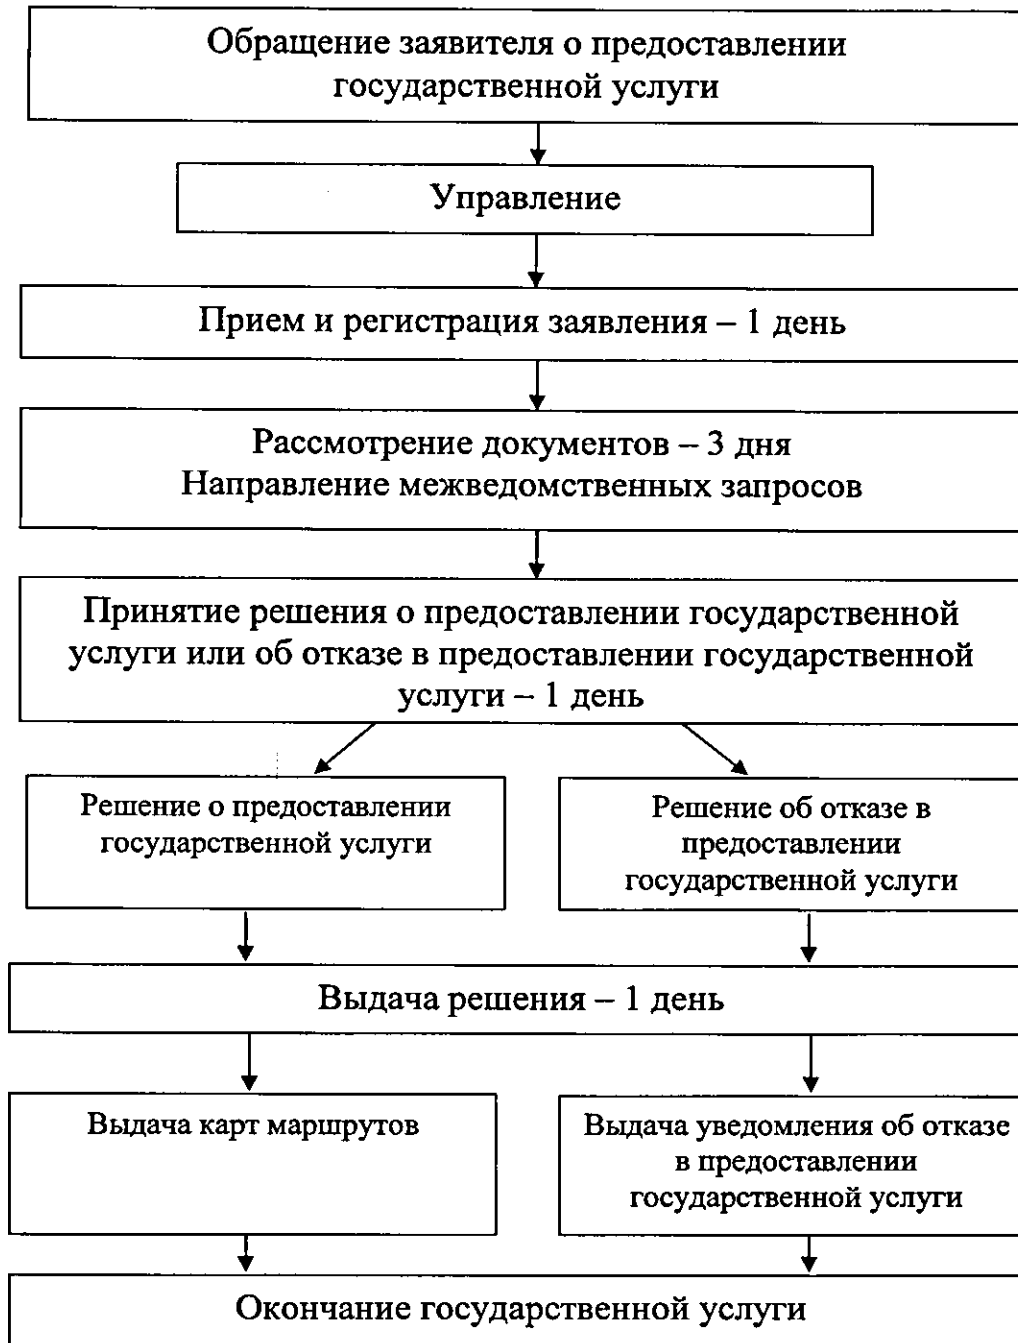 Обращение заявителя о предоставлении
государственной услуги
Управление
Прием и регистрация заявления – 1 день
Рассмотрение документов – 3 дня
Направление межведомственных запросов
Принятие решения о предоставлении государственной
услуги или об отказе в предоставлении государственной
услуги – 1 день
Решение о предоставлении
государственной услуги
Решение об отказе в
предоставлении
государственной услуги
Выдача решения – 1 день
Выдача карт маршрутов
Выдача уведомления об отказе
в предоставлении
государственной услуги
Окончание государственной услуги